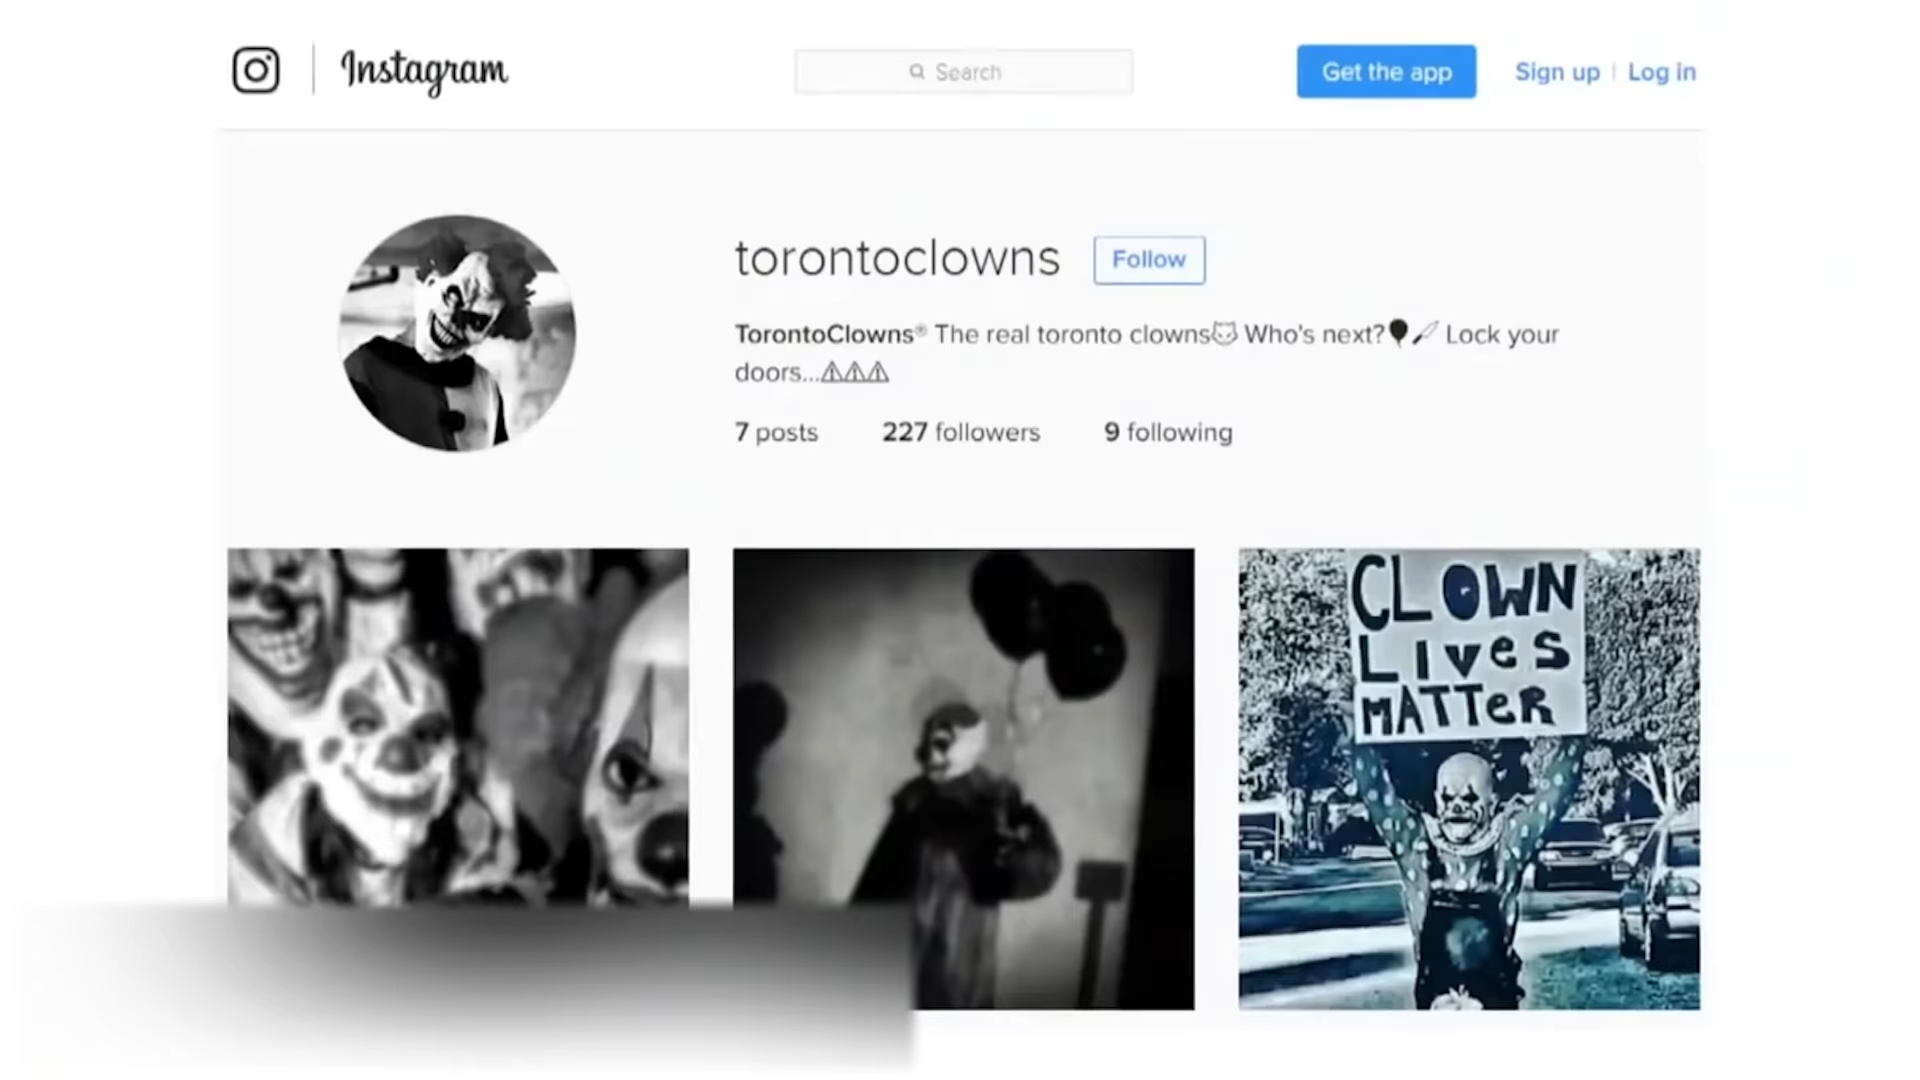 Instagram
Search
Get the app
Sign up | Log in
torontoclowns
Follow
TorontoClowns® The real toronto clowns😼 Who's next?🎈🔪 Lock your
doors...⚠⚠⚠
7 posts 227 followers 9 following
CLOWN
LIVES
MATTER